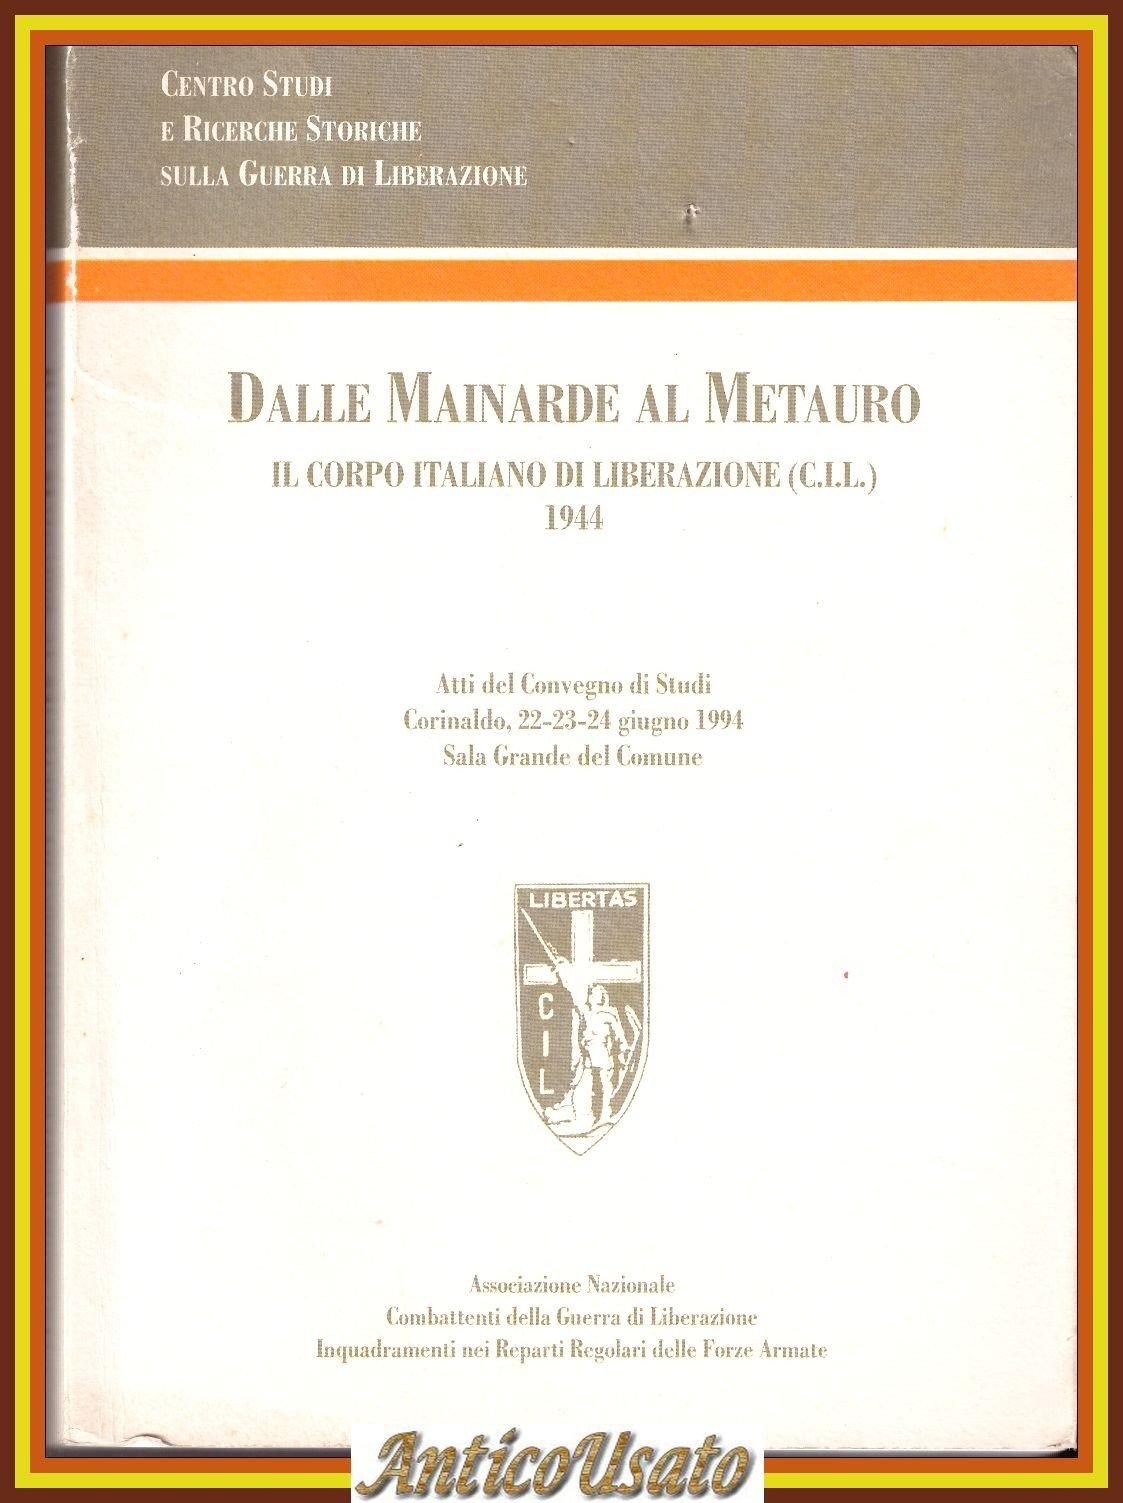 CENTRO STUDI
E RICERCHE STORICHE
SULLA GUERRA DI LIBERAZIONE
DALLE MAINARDE AL METAURO
IL CORPO ITALIANO DI LIBERAZIONE (C.I.L.)
1944
Atti del Convegno di Studi
Corinaldo, 22-23-24 giugno 1994
Sala Grande del Comune
LIBERTAS
C
I
L
Associazione Nazionale
Combattenti della Guerra di Liberazione
Inquadramenti nei Reparti Regolari delle Forze Armate
AnticoUsato